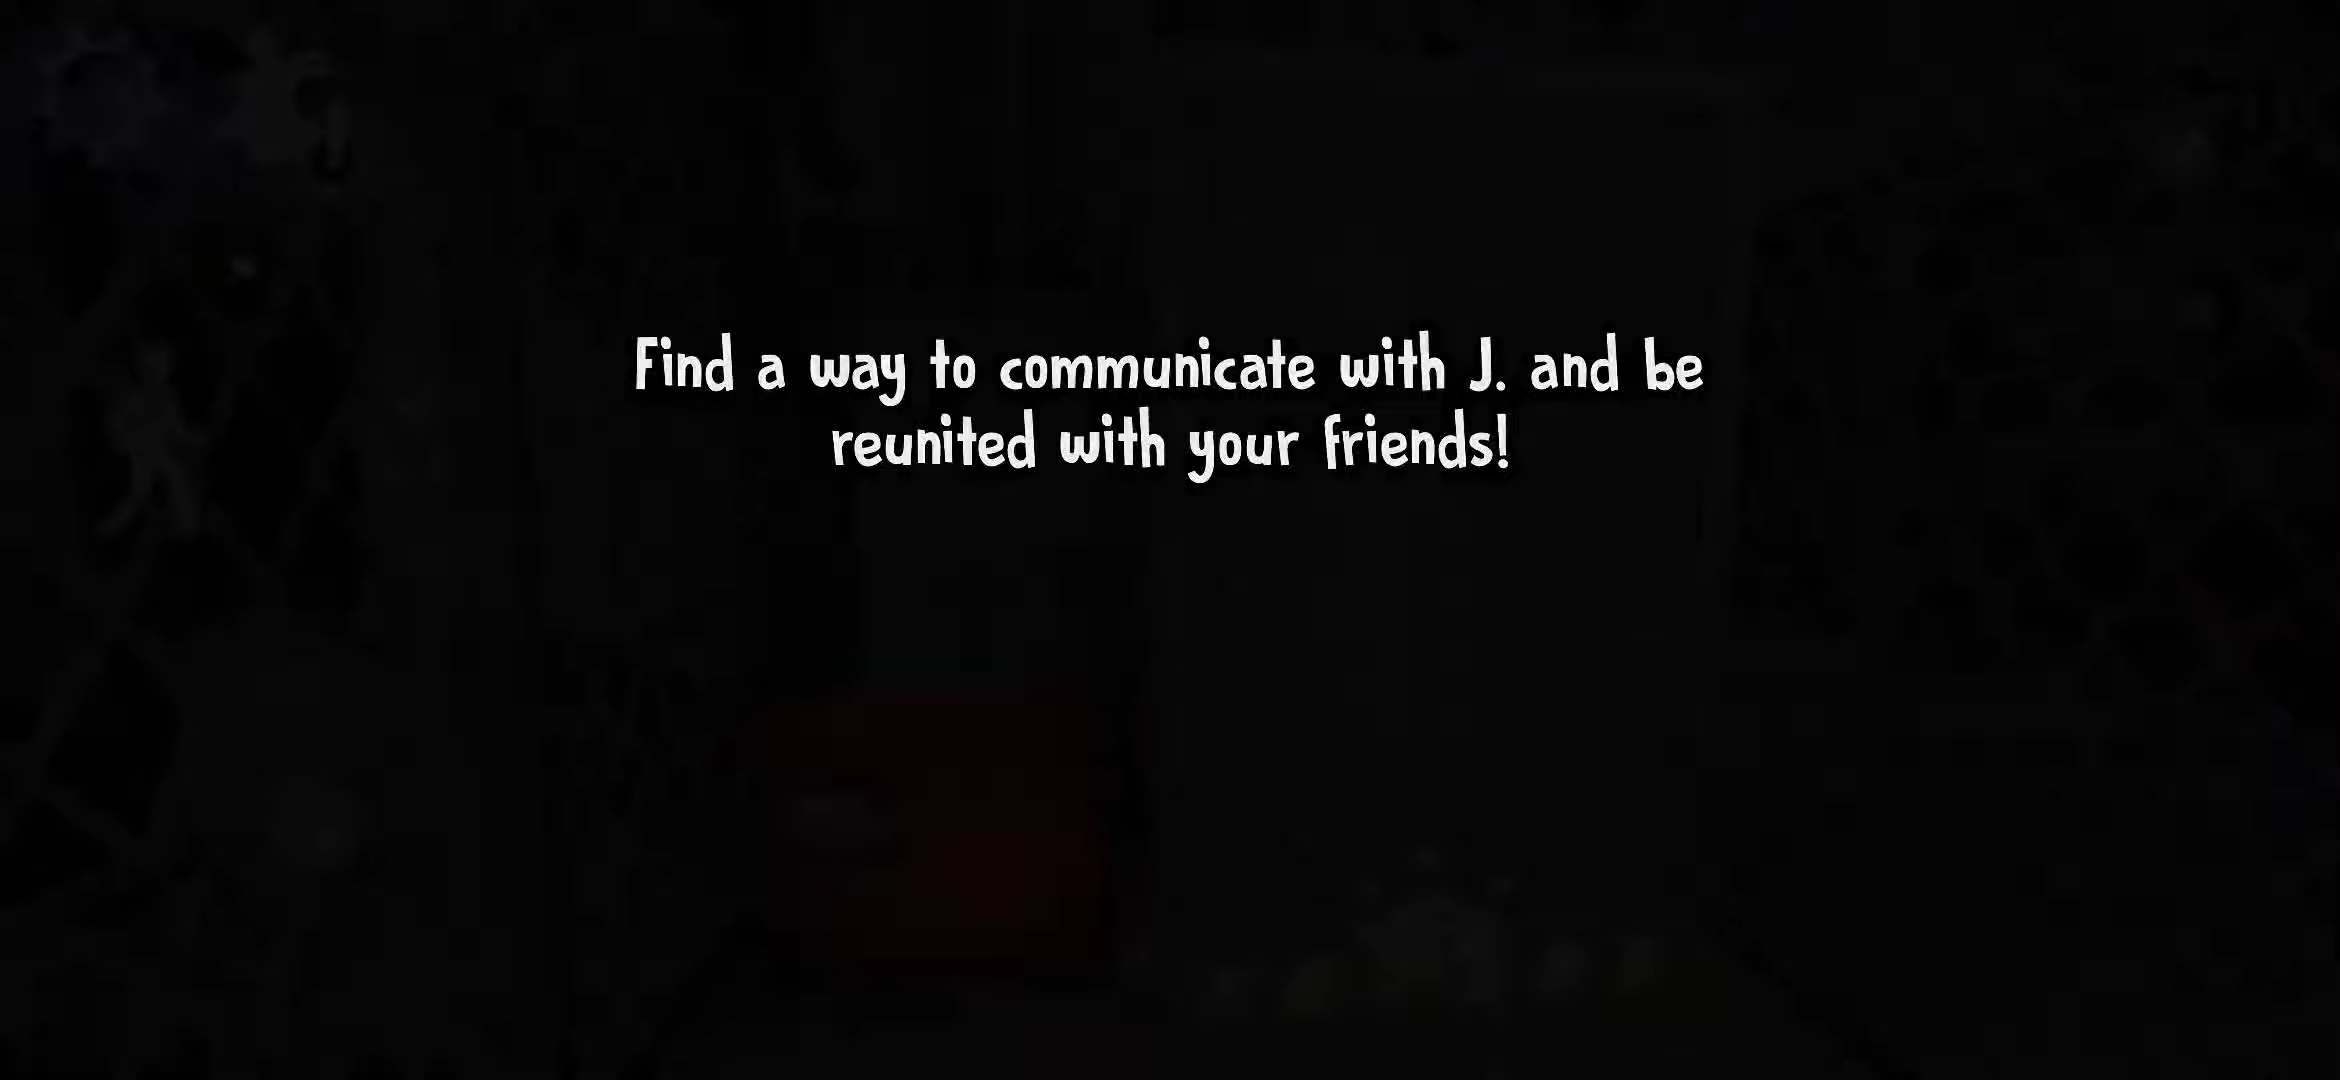 Find a way to communicate with J. and be
reunited with your friends!